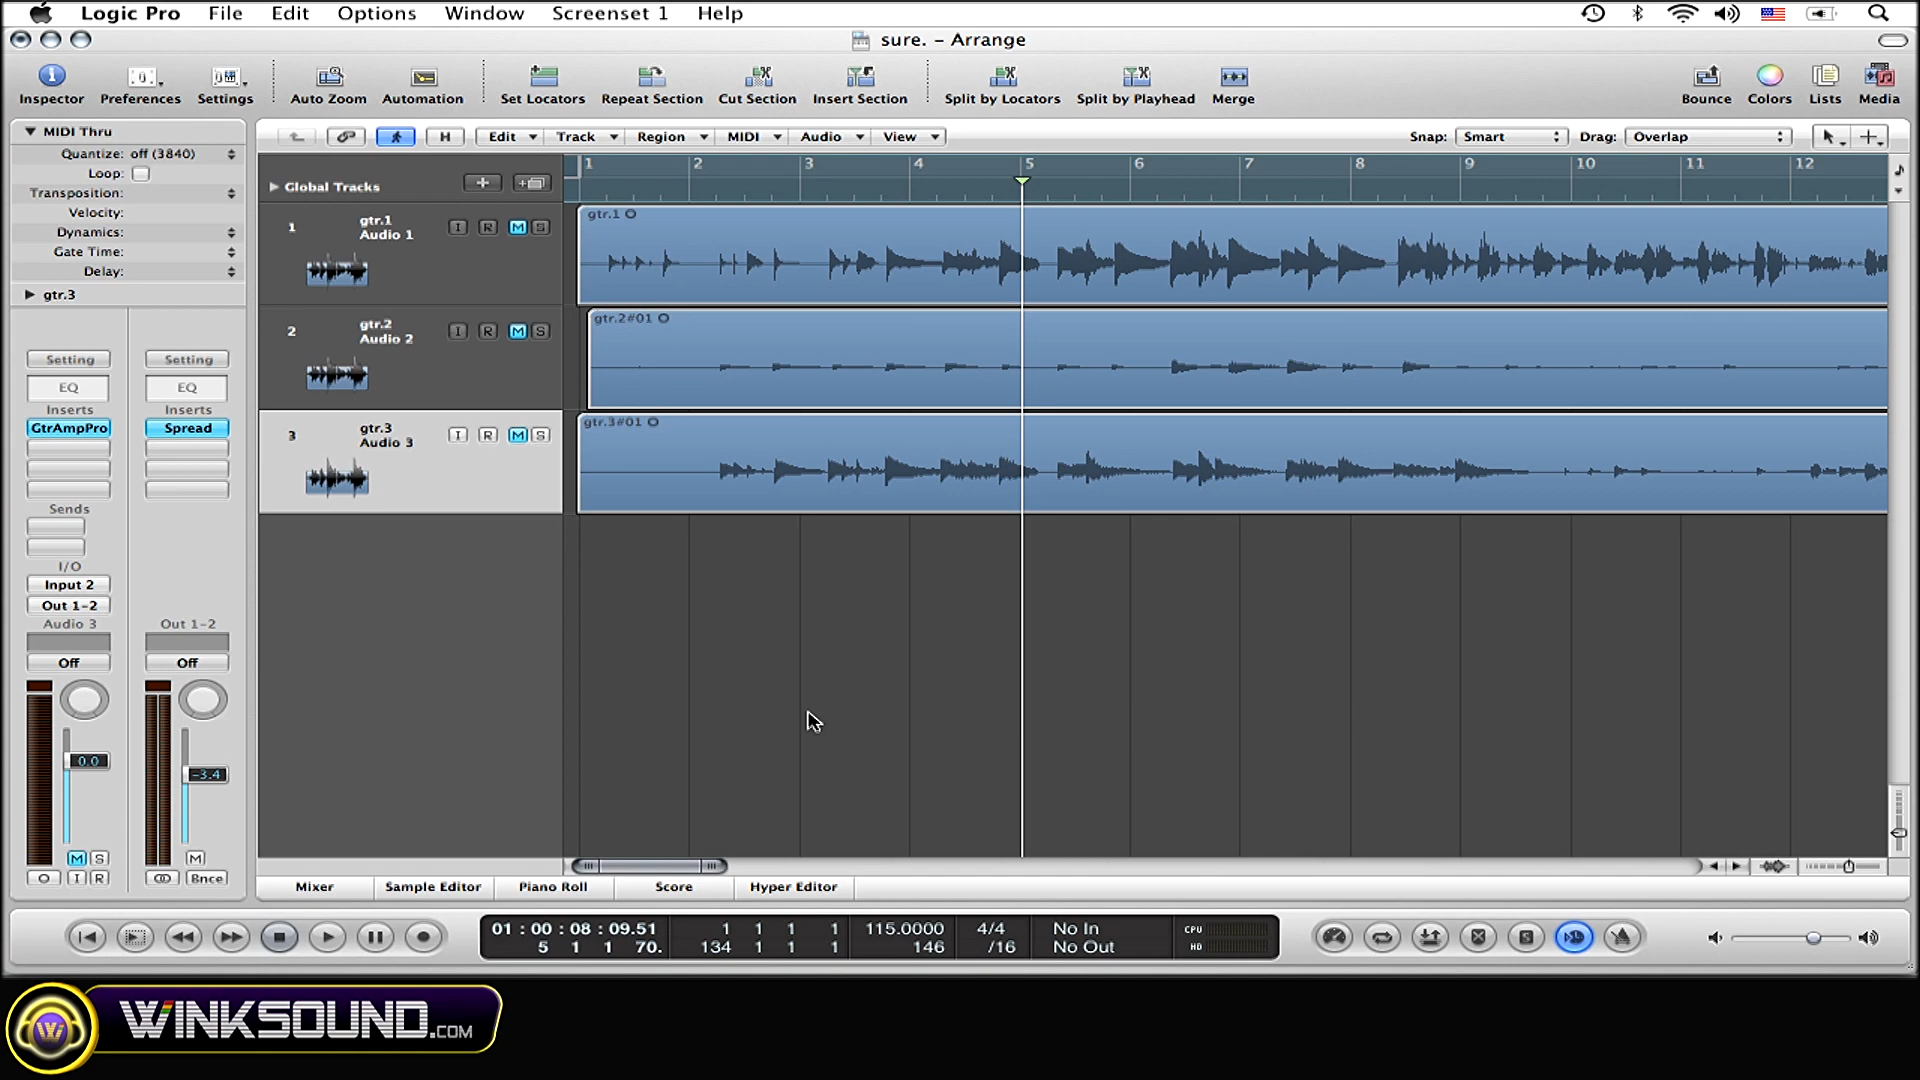 Logic Pro File Edit Options Window Screenset 1 Help
sure. – Arrange
Inspector Preferences Settings Auto Zoom Automation Set Locators Repeat Section Cut Section Insert Section Split by Locators Split by Playhead Merge Bounce Colors Lists Media
MIDI Thru
H Edit Track Region MIDI Audio View Snap: Smart Drag: Overlap
Quantize: off (3840)
Loop:
Transposition:
Velocity:
Dynamics:
Gate Time:
Delay:
gtr.3
Global Tracks
1 2 3 4 5 6 7 8 9 10 11 12
1 gtr.1 I R M S
Audio 1
gtr.1
2 gtr.2 I R M S
Audio 2
gtr.2#01
3 gtr.3 I R M S
Audio 3
gtr.3#01
Setting Setting
EQ EQ
Inserts Inserts
GtrAmpPro Spread
Sends
I/O
Input 2
Out 1-2
Audio 3 Out 1-2
Off Off
0.0 -3.4
M S M
I R Bnce
Mixer Sample Editor Piano Roll Score Hyper Editor
01 : 00 : 08 : 09.51 1 1 1 1 115.0000 4/4 No In CPU
5 1 1 70. 134 1 1 1 146 /16 No Out HD
S
W WINKSOUND.COM